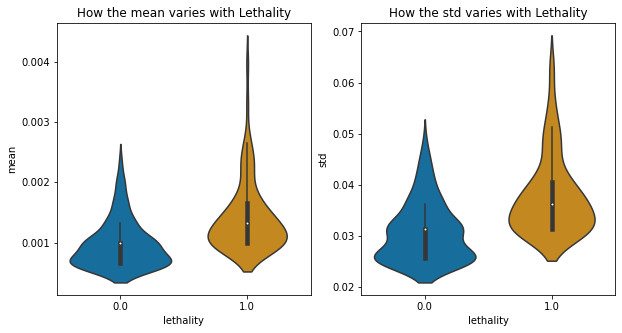 How the mean varies with Lethality
mean
0.004
0.003
0.002
0.001
0.0
1.0
lethality
How the std varies with Lethality
std
0.07
0.06
0.05
0.04
0.03
0.02
0.0
1.0
lethality